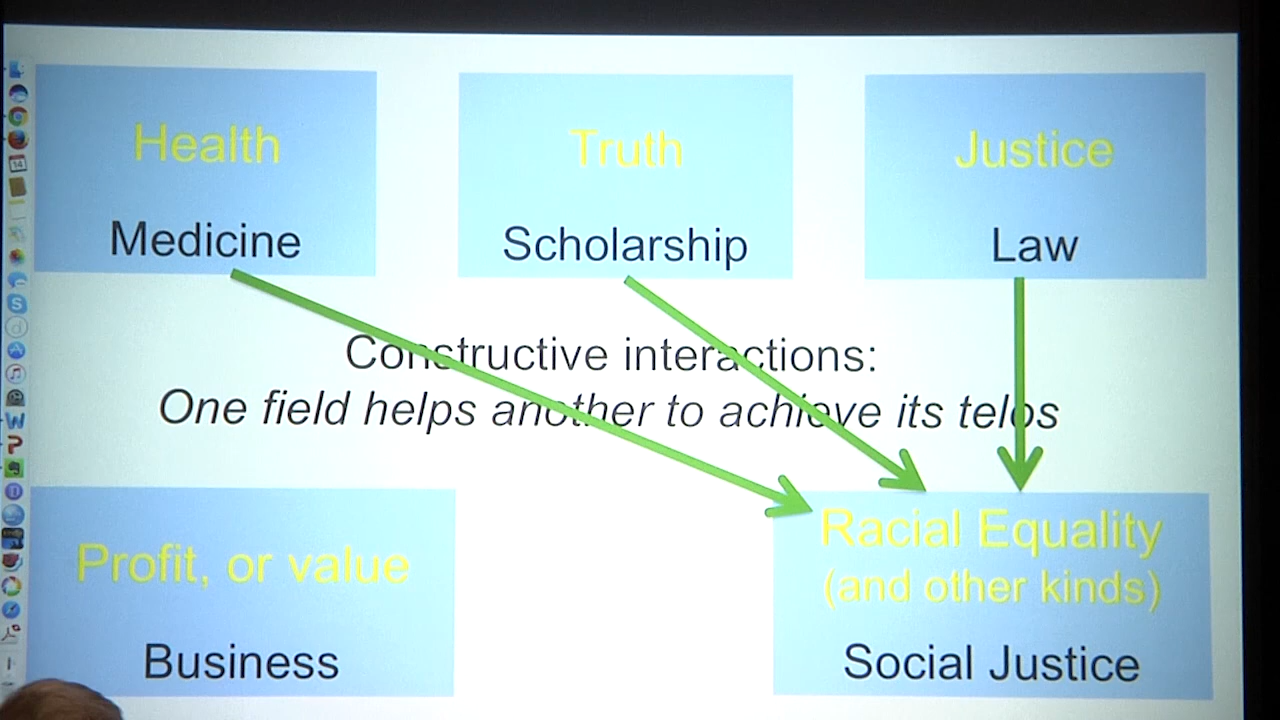 Health
Medicine
Truth
Scholarship
Justice
Law
Constructive interactions:
One field helps another to achieve its telos
Profit, or value
Business
Racial Equality
(and other kinds)
Social Justice